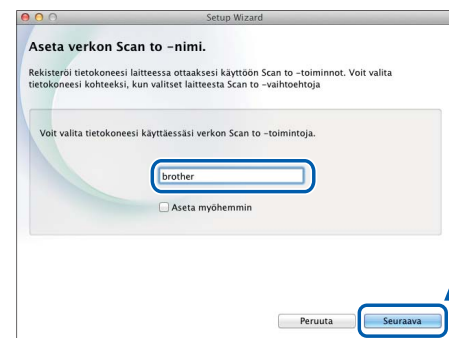 Setup Wizard
Aseta verkon Scan to -nimi.
Rekisteröi tietokoneesi laitteessa ottaaksesi käyttöön Scan to -toiminnot. Voit valita
tietokoneesi kohteeksi, kun valitset laitteesta Scan to -vaihtoehtoja
Voit valita tietokoneesi käyttäessäsi verkon Scan to -toimintoja.
brother
Aseta myöhemmin
Peruuta
Seuraava